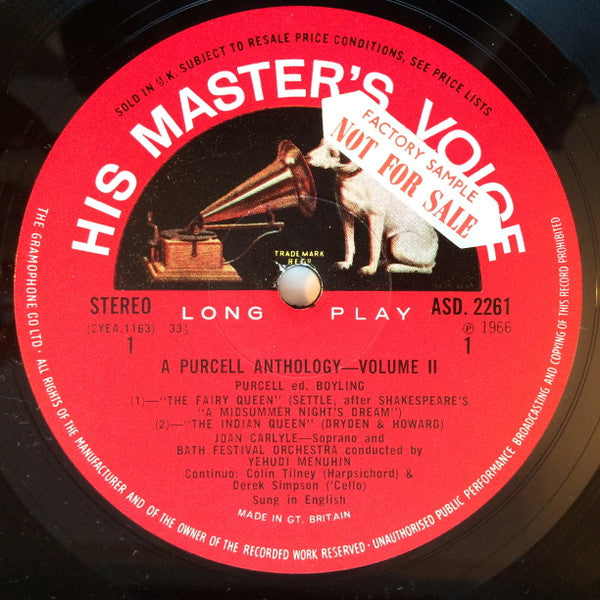 SOLD IN U.K. SUBJECT TO RESALE PRICE CONDITIONS, SEE PRICE LISTS
HIS MASTER'S VOICE
FACTORY SAMPLE
NOT FOR SALE
TRADE MARK
REGD
STEREO LONG PLAY ASD. 2261
(2YEA.1163) 33⅓ ℗ 1966
1 1
A PURCELL ANTHOLOGY—VOLUME II
PURCELL ed. BOYLING
(1)—"THE FAIRY QUEEN" (SETTLE, after SHAKESPEARE'S
"A MIDSUMMER NIGHT'S DREAM")
(2)—"THE INDIAN QUEEN" (DRYDEN & HOWARD)
JOAN CARLYLE—Soprano and
BATH FESTIVAL ORCHESTRA conducted by
YEHUDI MENUHIN
Continuo: Colin Tilney (Harpsichord) &
Derek Simpson ('Cello)
Sung in English
MADE IN GT. BRITAIN
THE GRAMOPHONE CO LTD. ALL RIGHTS OF THE MANUFACTURER AND OF THE OWNER OF THE RECORDED WORK RESERVED · UNAUTHORISED PUBLIC PERFORMANCE BROADCASTING AND COPYING OF THIS RECORD PROHIBITED